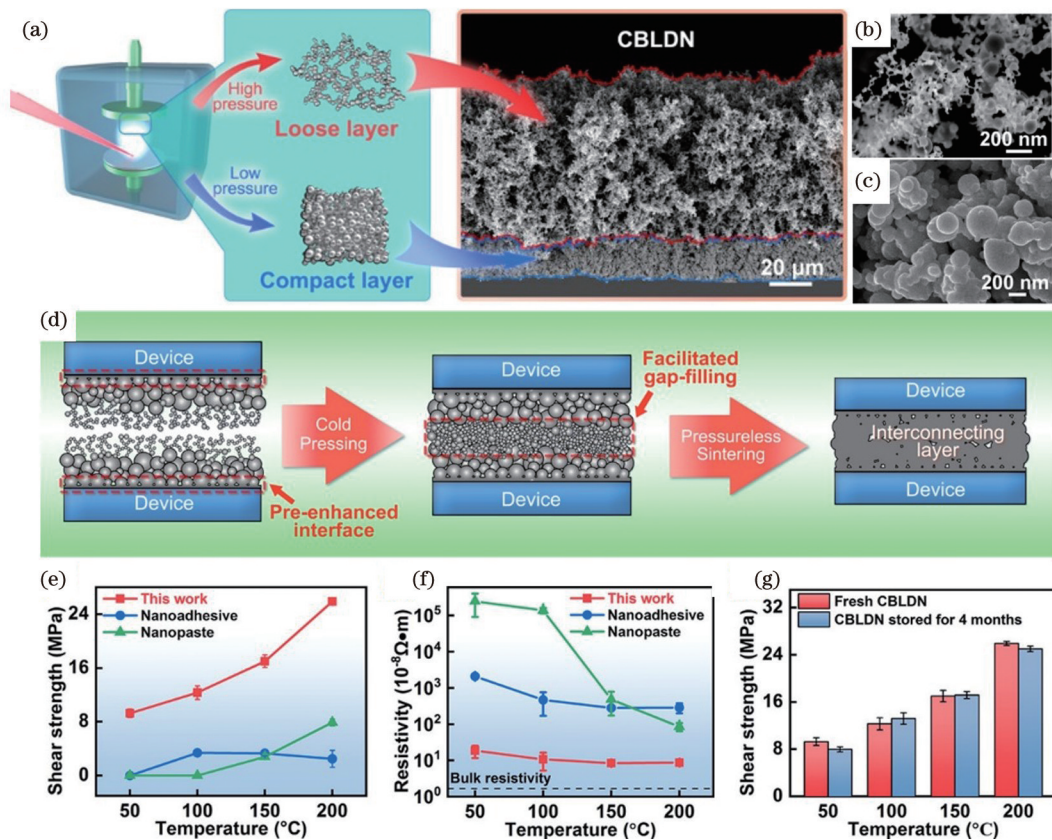 (a)
High
pressure
Loose layer
Low
pressure
Compact layer
CBLDN
20 μm
(b)
200 nm
(c)
200 nm
(d)
Device
Device
Pre-enhanced
interface
Cold
Pressing
Device
Device
Facilitated
gap-filling
Pressureless
Sintering
Device
Interconnecting
layer
Device
(e)
This work
Nanoadhesive
Nanopaste
Shear strength (MPa)
24
16
8
0
50 100 150 200
Temperature (°C)
(f)
This work
Nanoadhesive
Nanopaste
Resistivity (10⁻⁸Ω•m)
10⁵
10⁴
10³
10²
10¹
10⁰
Bulk resistivity
50 100 150 200
Temperature (°C)
(g)
Fresh CBLDN
CBLDN stored for 4 months
Shear strength (MPa)
32
24
16
8
0
50 100 150 200
Temperature (°C)